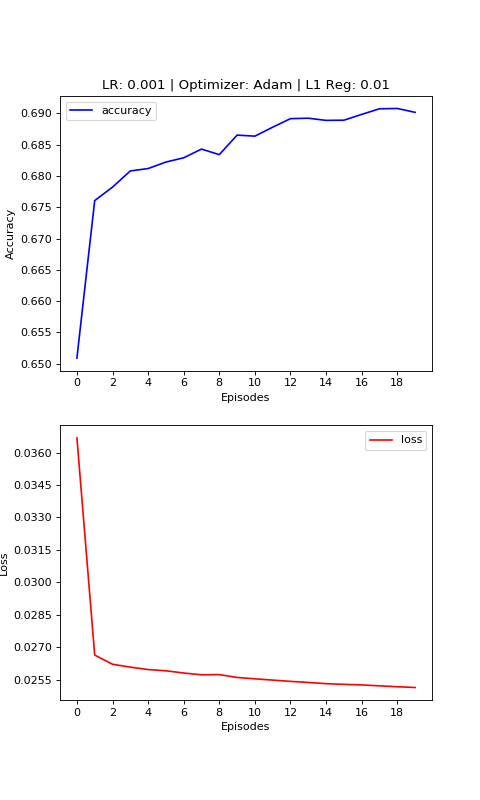 LR: 0.001 | Optimizer: Adam | L1 Reg: 0.01
accuracy
0.690
0.685
0.680
0.675
0.670
0.665
0.660
0.655
0.650
Accuracy
0 2 4 6 8 10 12 14 16 18
Episodes
loss
0.0360
0.0345
0.0330
0.0315
0.0300
0.0285
0.0270
0.0255
Loss
0 2 4 6 8 10 12 14 16 18
Episodes